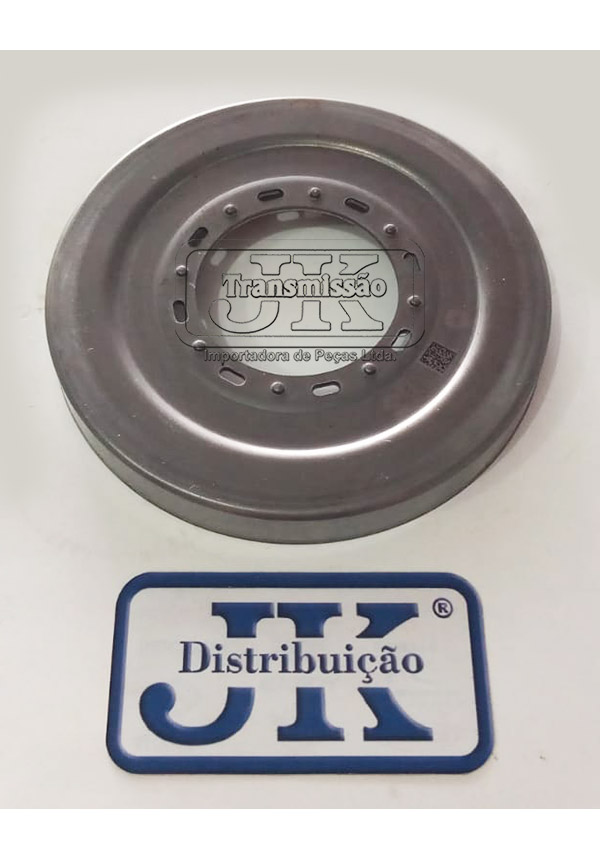 JK
Transmissão
Importadora de Peças Ltda.
JK ®
Distribuição